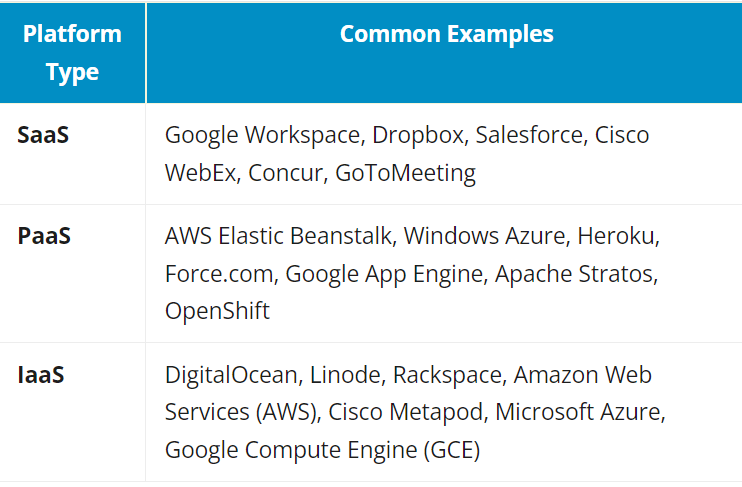 Platform Type
Common Examples
SaaS
Google Workspace, Dropbox, Salesforce, Cisco
WebEx, Concur, GoToMeeting
PaaS
AWS Elastic Beanstalk, Windows Azure, Heroku,
Force.com, Google App Engine, Apache Stratos,
OpenShift
IaaS
DigitalOcean, Linode, Rackspace, Amazon Web
Services (AWS), Cisco Metapod, Microsoft Azure,
Google Compute Engine (GCE)